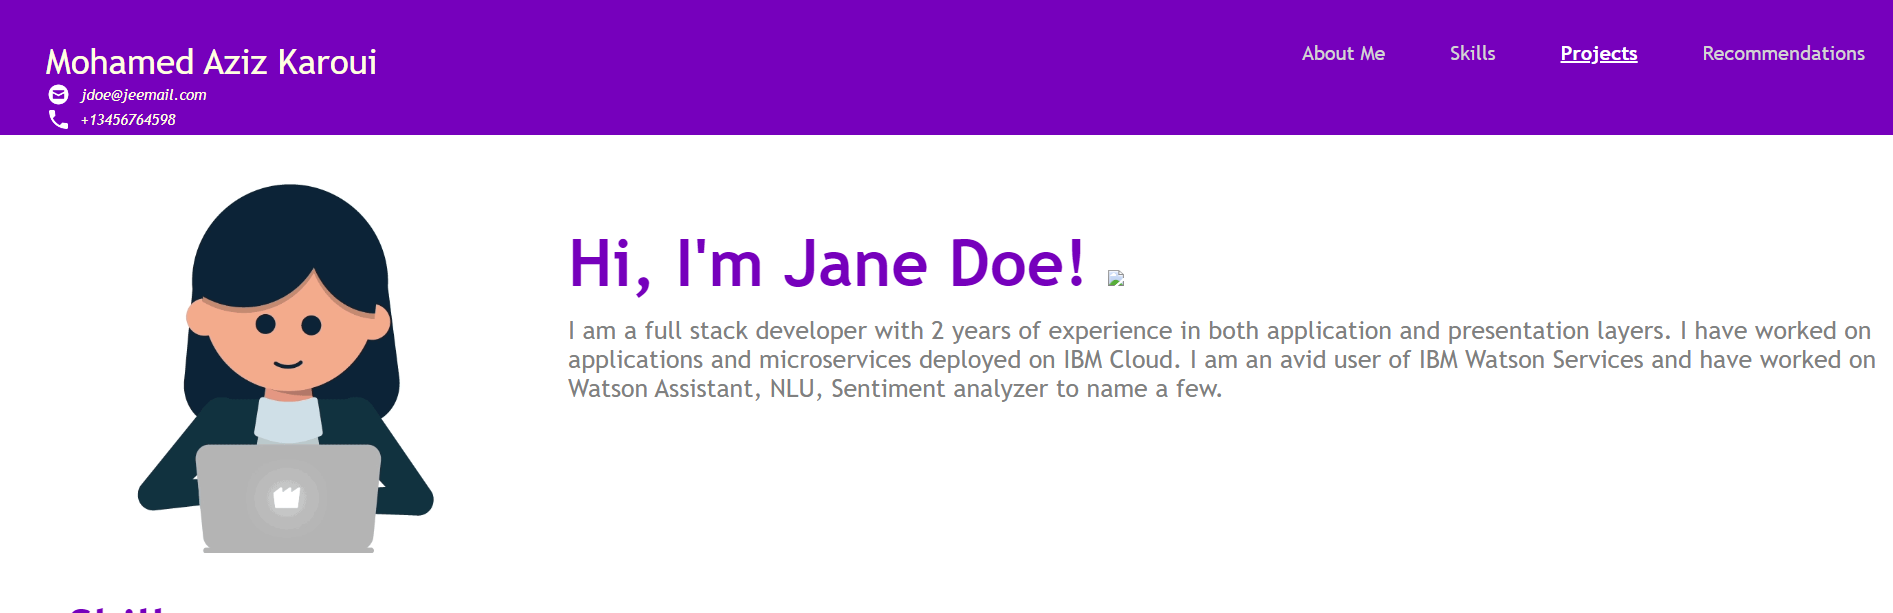 Mohamed Aziz Karoui
jdoe@jeemail.com
+13456764598
About Me Skills Projects Recommendations
Hi, I'm Jane Doe!
I am a full stack developer with 2 years of experience in both application and presentation layers. I have worked on
applications and microservices deployed on IBM Cloud. I am an avid user of IBM Watson Services and have worked on
Watson Assistant, NLU, Sentiment analyzer to name a few.